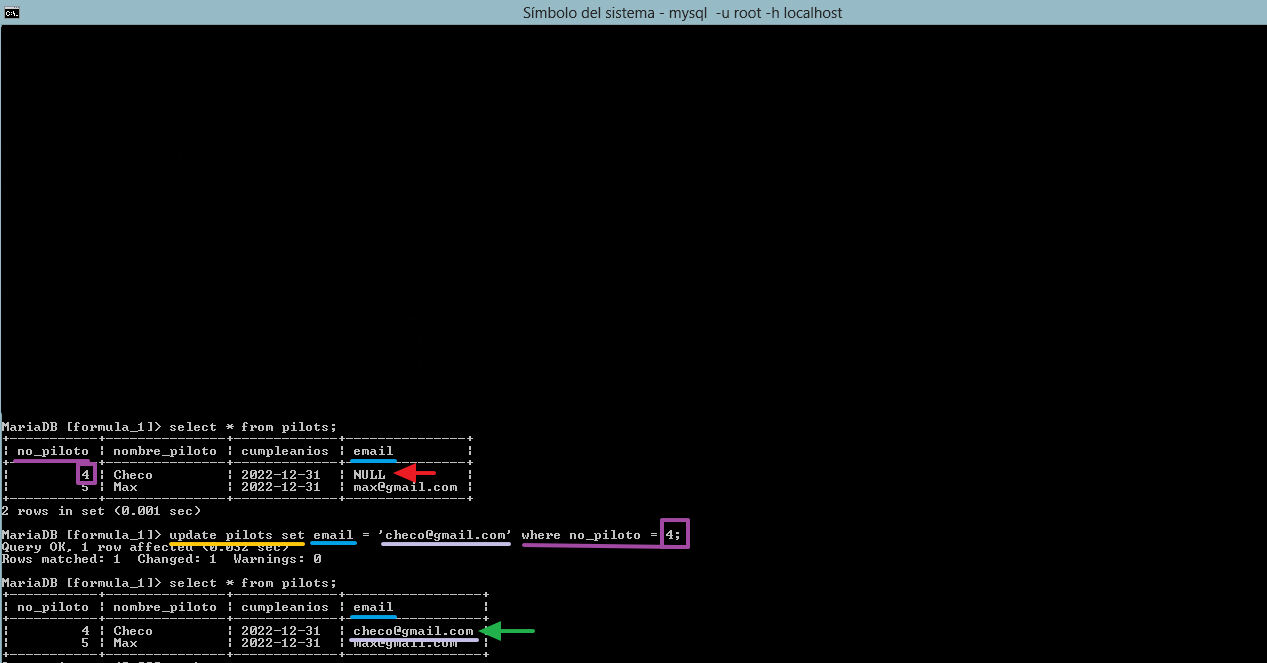 Símbolo del sistema - mysql -u root -h localhost
MariaDB [formula_1]> select * from pilots;
+-----------+---------------+-------------+---------------+
| no_piloto | nombre_piloto | cumpleanios | email         |
+-----------+---------------+-------------+---------------+
|         4 | Checo         | 2022-12-31  | NULL          |
|         5 | Max           | 2022-12-31  | max@gmail.com |
+-----------+---------------+-------------+---------------+
2 rows in set (0.001 sec)
MariaDB [formula_1]> update pilots set email = 'checo@gmail.com' where no_piloto = 4;
Query OK, 1 row affected (0.032 sec)
Rows matched: 1  Changed: 1  Warnings: 0
MariaDB [formula_1]> select * from pilots;
+-----------+---------------+-------------+-----------------+
| no_piloto | nombre_piloto | cumpleanios | email           |
+-----------+---------------+-------------+-----------------+
|         4 | Checo         | 2022-12-31  | checo@gmail.com |
|         5 | Max           | 2022-12-31  | max@gmail.com   |
+-----------+---------------+-------------+-----------------+